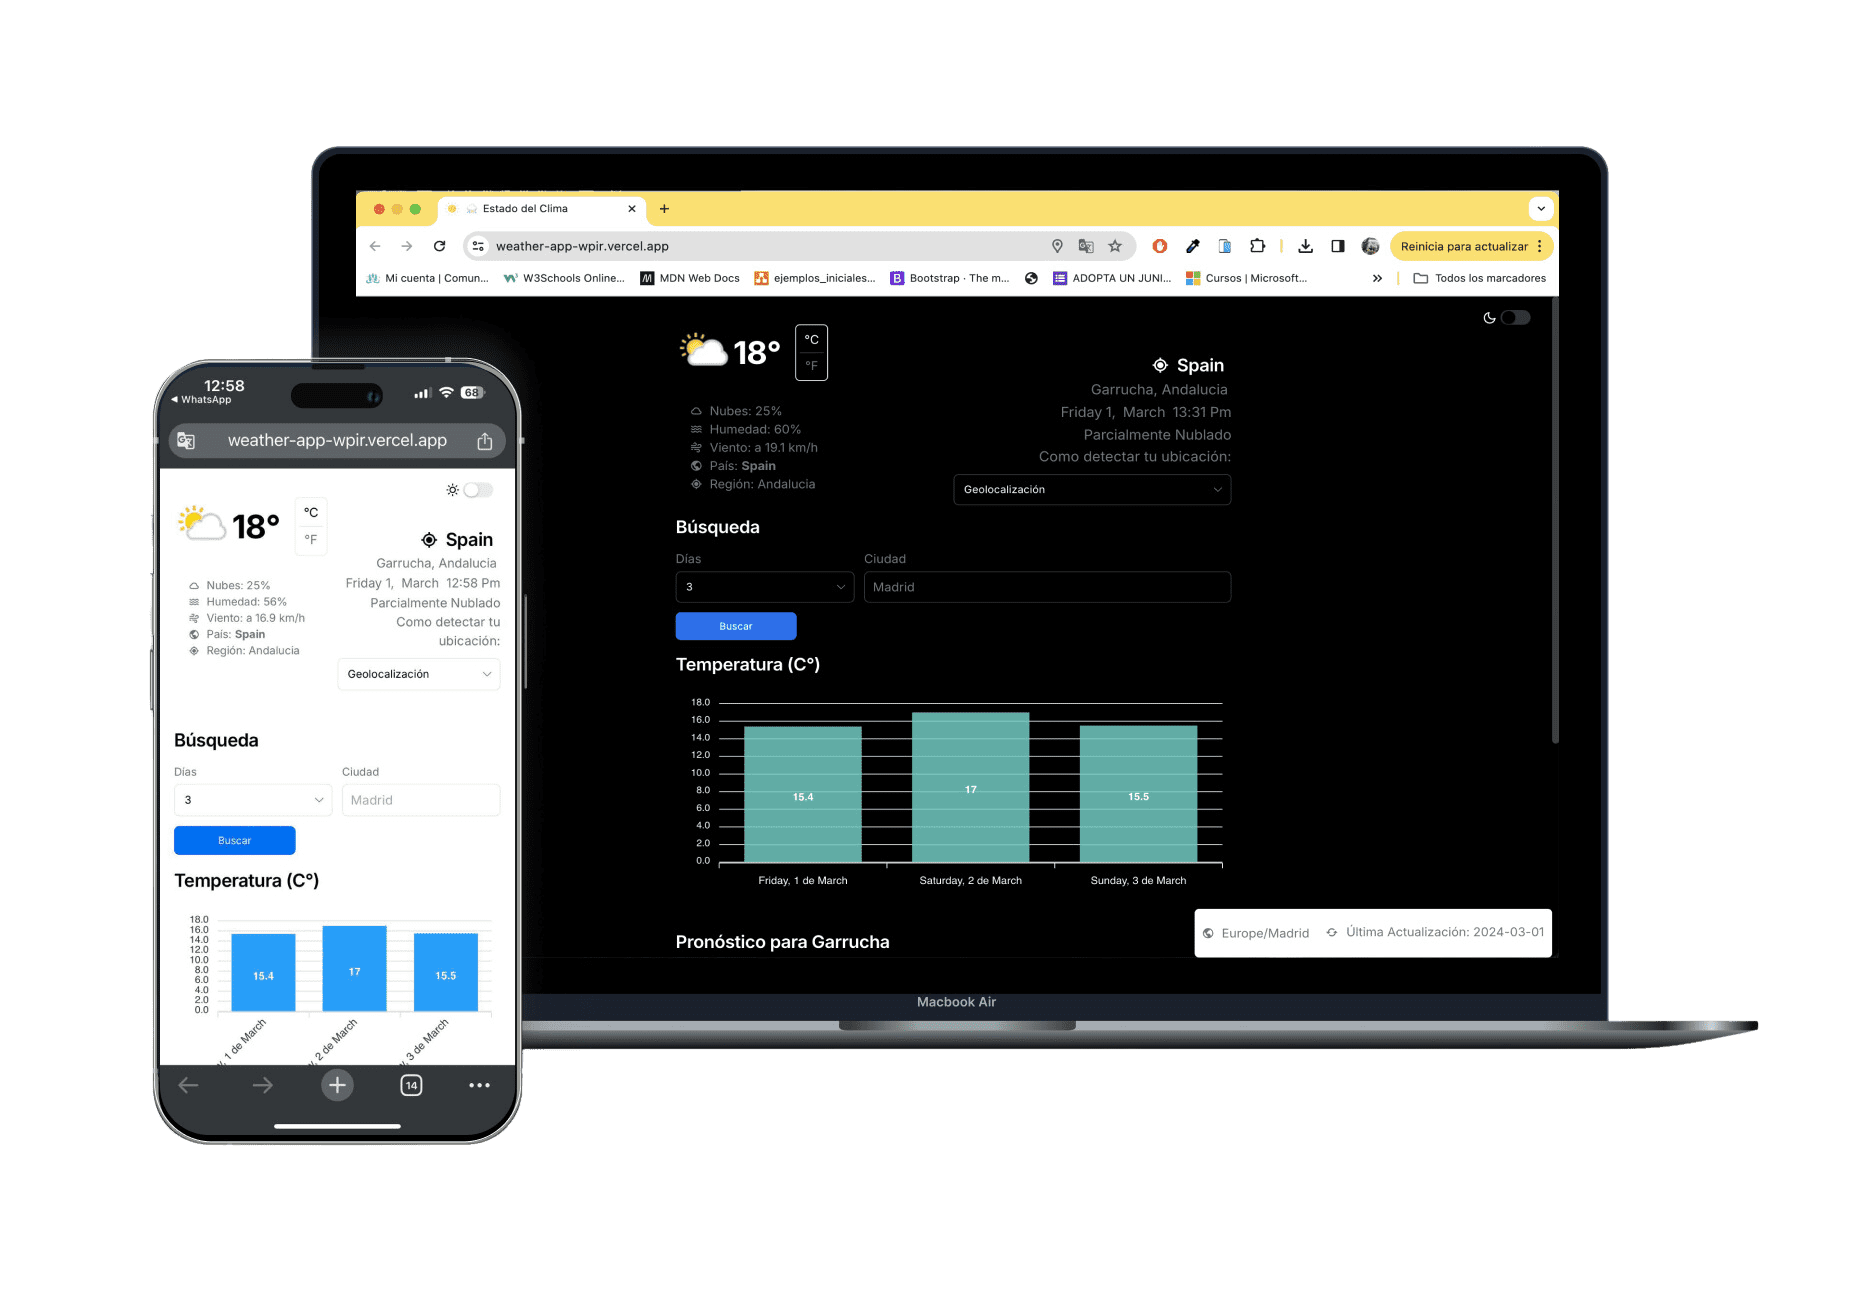 Estado del Clima
weather-app-wpir.vercel.app
Reinicia para actualizar
Mi cuenta | Comun...
W3Schools Online...
MDN Web Docs
ejemplos_iniciales...
Bootstrap · The m...
ADOPTA UN JUNI...
Cursos | Microsoft...
Todos los marcadores
18°
°C
°F
Nubes: 25%
Humedad: 60%
Viento: a 19.1 km/h
País: Spain
Región: Andalucia
Spain
Garrucha, Andalucia
Friday 1, March 13:31 Pm
Parcialmente Nublado
Como detectar tu ubicación:
Geolocalización
Búsqueda
Días
Ciudad
3
Madrid
Buscar
Temperatura (C°)
18.0
16.0
14.0
12.0
10.0
8.0
6.0
4.0
2.0
0.0
15.4
17
15.5
Friday, 1 de March
Saturday, 2 de March
Sunday, 3 de March
Pronóstico para Garrucha
Europe/Madrid
Última Actualización: 2024-03-01
Macbook Air
12:58
WhatsApp
68
weather-app-wpir.vercel.app
18°
°C
°F
Nubes: 25%
Humedad: 56%
Viento: a 16.9 km/h
País: Spain
Región: Andalucia
Spain
Garrucha, Andalucia
Friday 1, March 12:58 Pm
Parcialmente Nublado
Como detectar tu
ubicación:
Geolocalización
Búsqueda
Días
Ciudad
3
Madrid
Buscar
Temperatura (C°)
18.0
16.0
14.0
12.0
10.0
8.0
6.0
4.0
2.0
0.0
15.4
17
15.5
1 de March
2 de March
3 de March
14